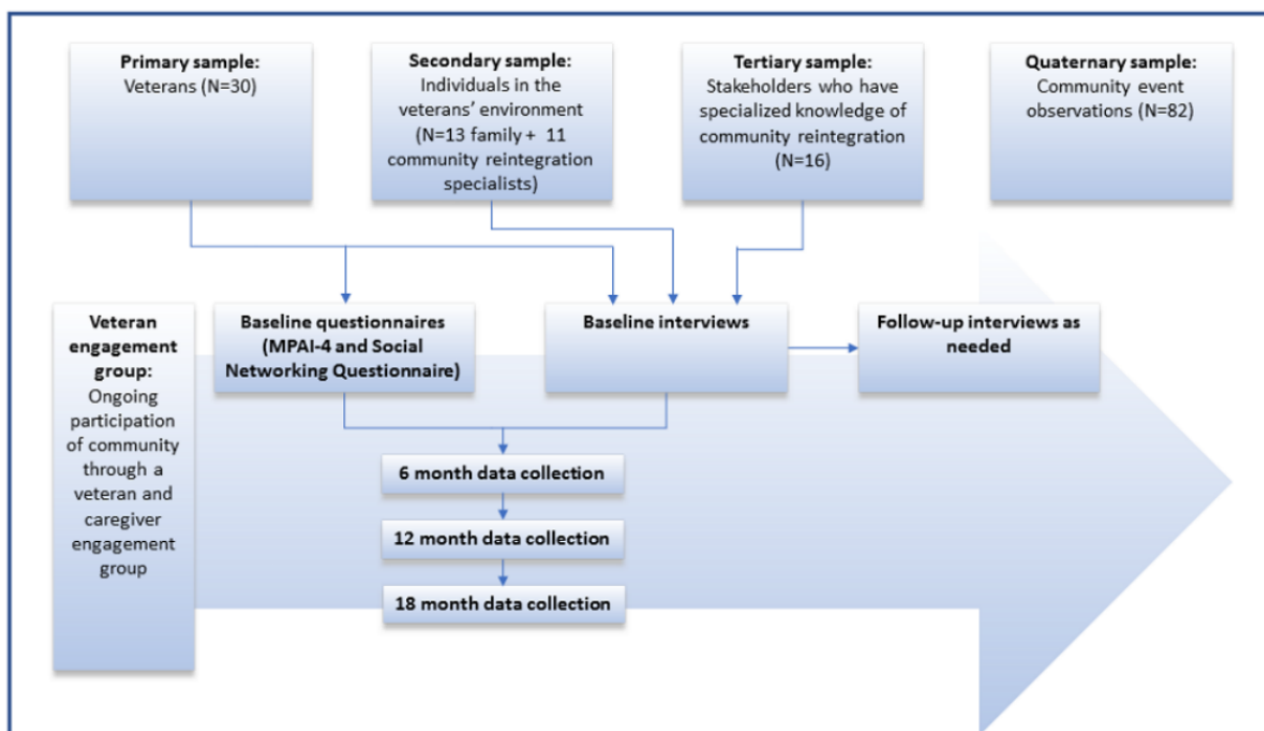 Primary sample:
Veterans (N=30)
Secondary sample:
Individuals in the
veterans’ environment
(N=13 family + 11
community reintegration
specialists)
Tertiary sample:
Stakeholders who have
specialized knowledge of
community reintegration
(N=16)
Quaternary sample:
Community event
observations (N=82)
Veteran
engagement
group:
Ongoing
participation
of community
through a
veteran and
caregiver
engagement
group
Baseline questionnaires
(MPAI-4 and Social
Networking Questionnaire)
Baseline interviews
Follow-up interviews as
needed
6 month data collection
12 month data collection
18 month data collection